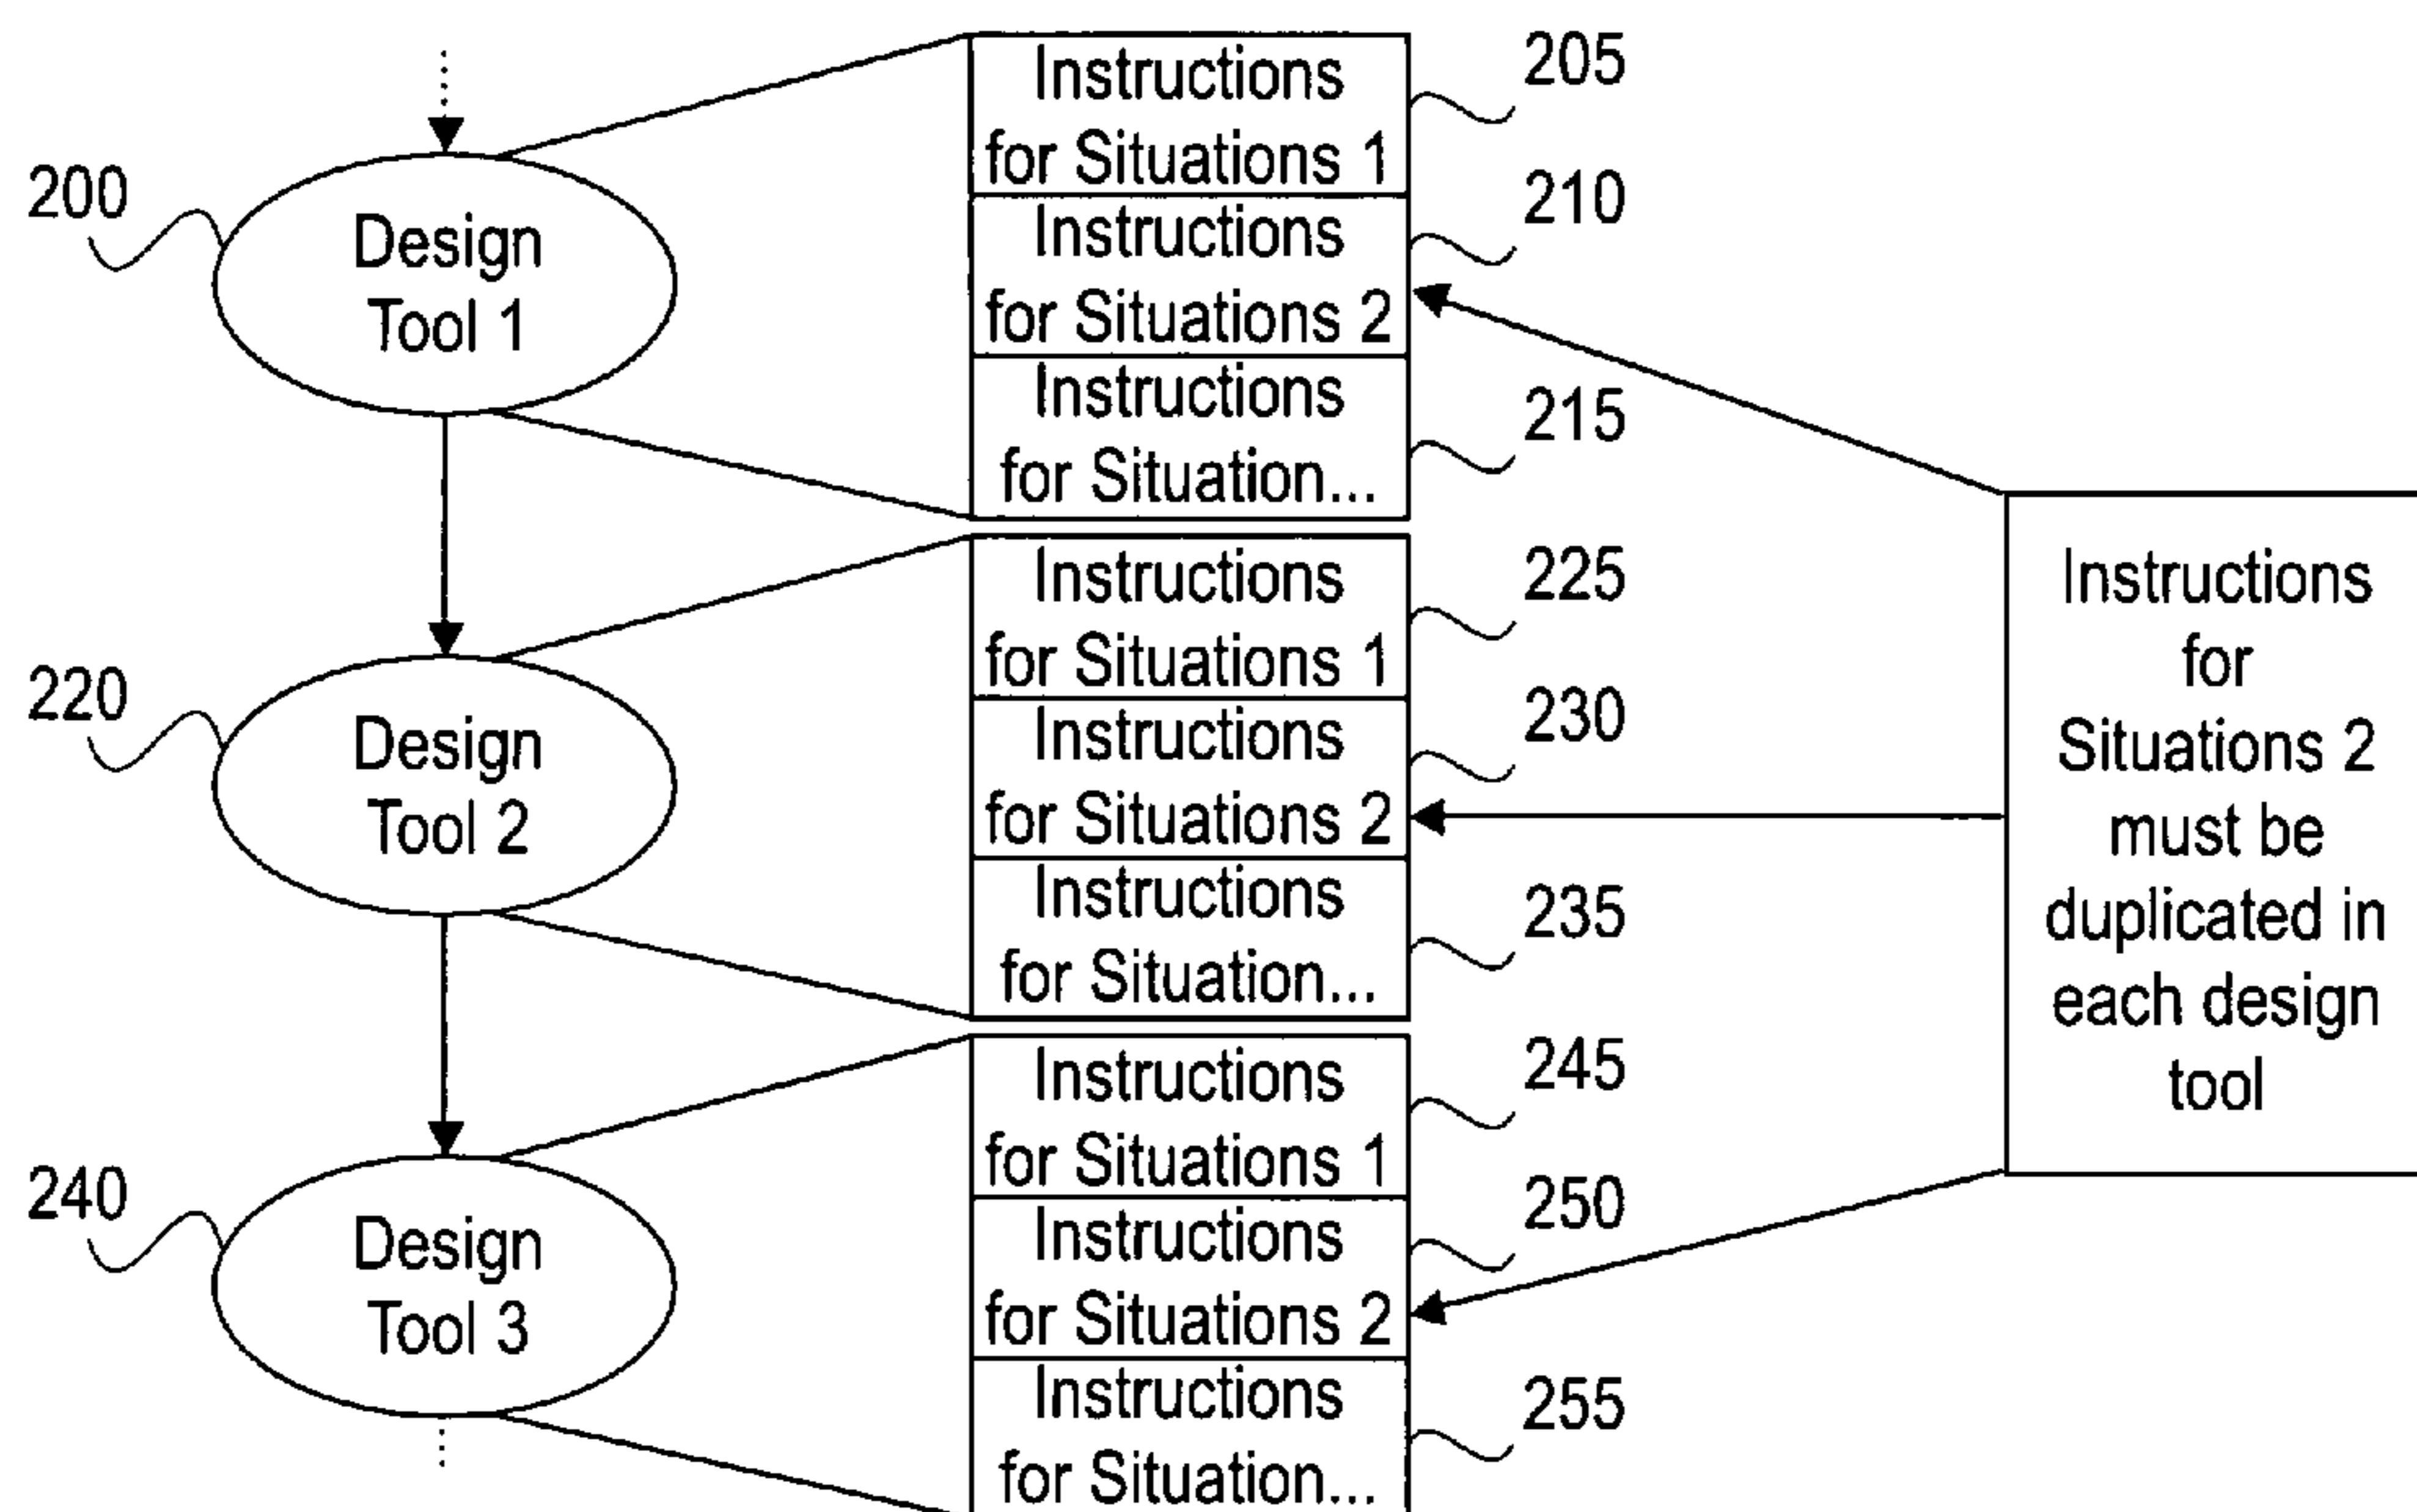 200
Design
Tool 1
Instructions
for Situations 1
205
Instructions
for Situations 2
210
Instructions
for Situation...
215
220
Design
Tool 2
Instructions
for Situations 1
225
Instructions
for Situations 2
230
Instructions
for Situation...
235
240
Design
Tool 3
Instructions
for Situations 1
245
Instructions
for Situations 2
250
Instructions
for Situation...
255
Instructions
for
Situations 2
must be
duplicated in
each design
tool